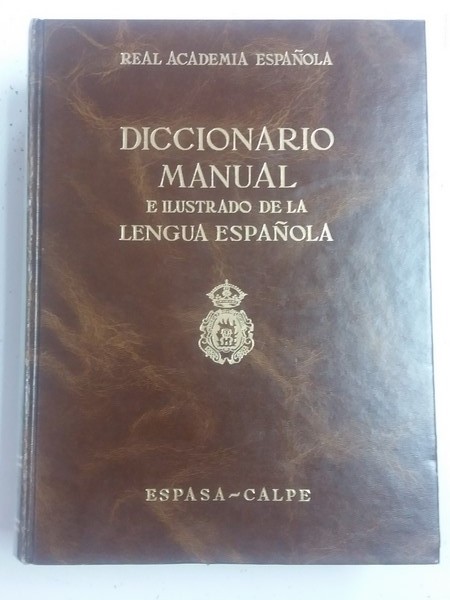 REAL ACADEMIA ESPAÑOLA
DICCIONARIO
MANUAL
E ILUSTRADO DE LA
LENGUA ESPAÑOLA
ESPASA~CALPE